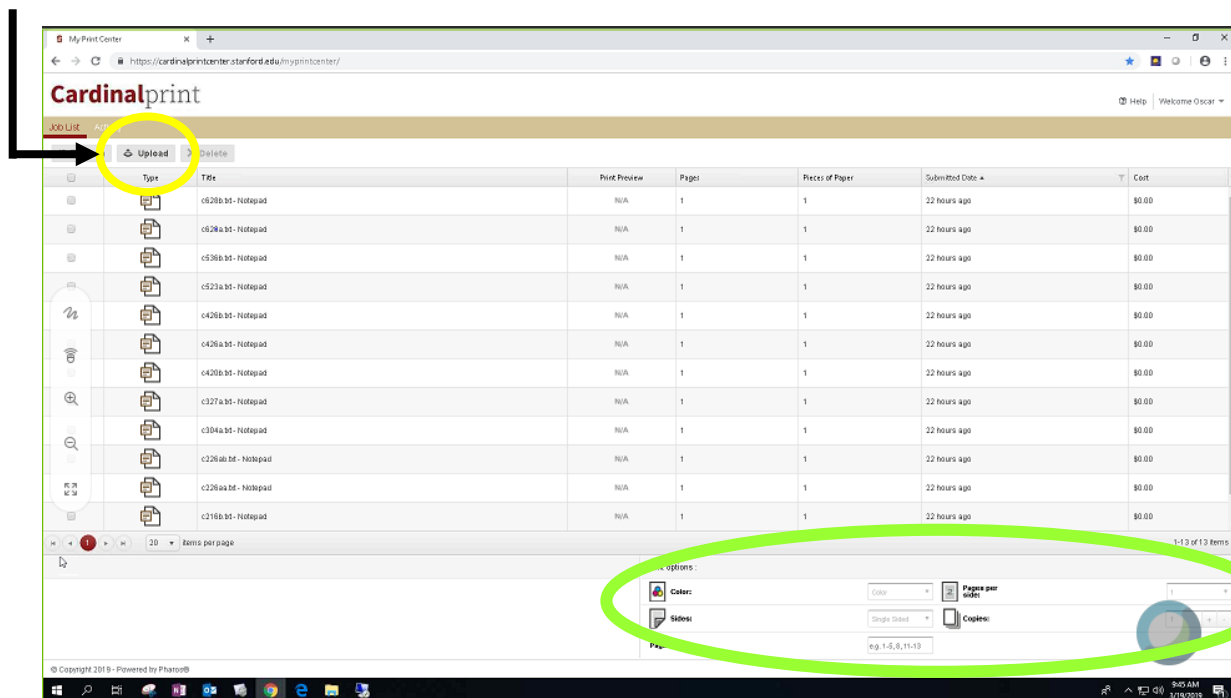 My Print Center
https://cardinalprintcenter.stanford.edu/myprintcenter/
Cardinalprint
Help Welcome Oscar
Job List
Upload Delete
Type Title Print Preview Pages Pieces of Paper Submitted Date Cost
c628b.txt - Notepad N/A 1 1 22 hours ago $0.00
c628a.txt - Notepad N/A 1 1 22 hours ago $0.00
c536b.txt - Notepad N/A 1 1 22 hours ago $0.00
c523a.txt - Notepad N/A 1 1 22 hours ago $0.00
c426b.txt - Notepad N/A 1 1 22 hours ago $0.00
c426a.txt - Notepad N/A 1 1 22 hours ago $0.00
c420b.txt - Notepad N/A 1 1 22 hours ago $0.00
c327a.txt - Notepad N/A 1 1 22 hours ago $0.00
c304a.txt - Notepad N/A 1 1 22 hours ago $0.00
c226ab.txt - Notepad N/A 1 1 22 hours ago $0.00
c226aa.txt - Notepad N/A 1 1 22 hours ago $0.00
c216b.txt - Notepad N/A 1 1 22 hours ago $0.00
1 20 items per page 1-13 of 13 items
options :
Color: Color Pages per side: 1
Sides: Single Sided Copies: 1
e.g. 1-5, 8, 11-13
© Copyright 2019 - Powered by Pharos®
9:45 AM
3/19/2019